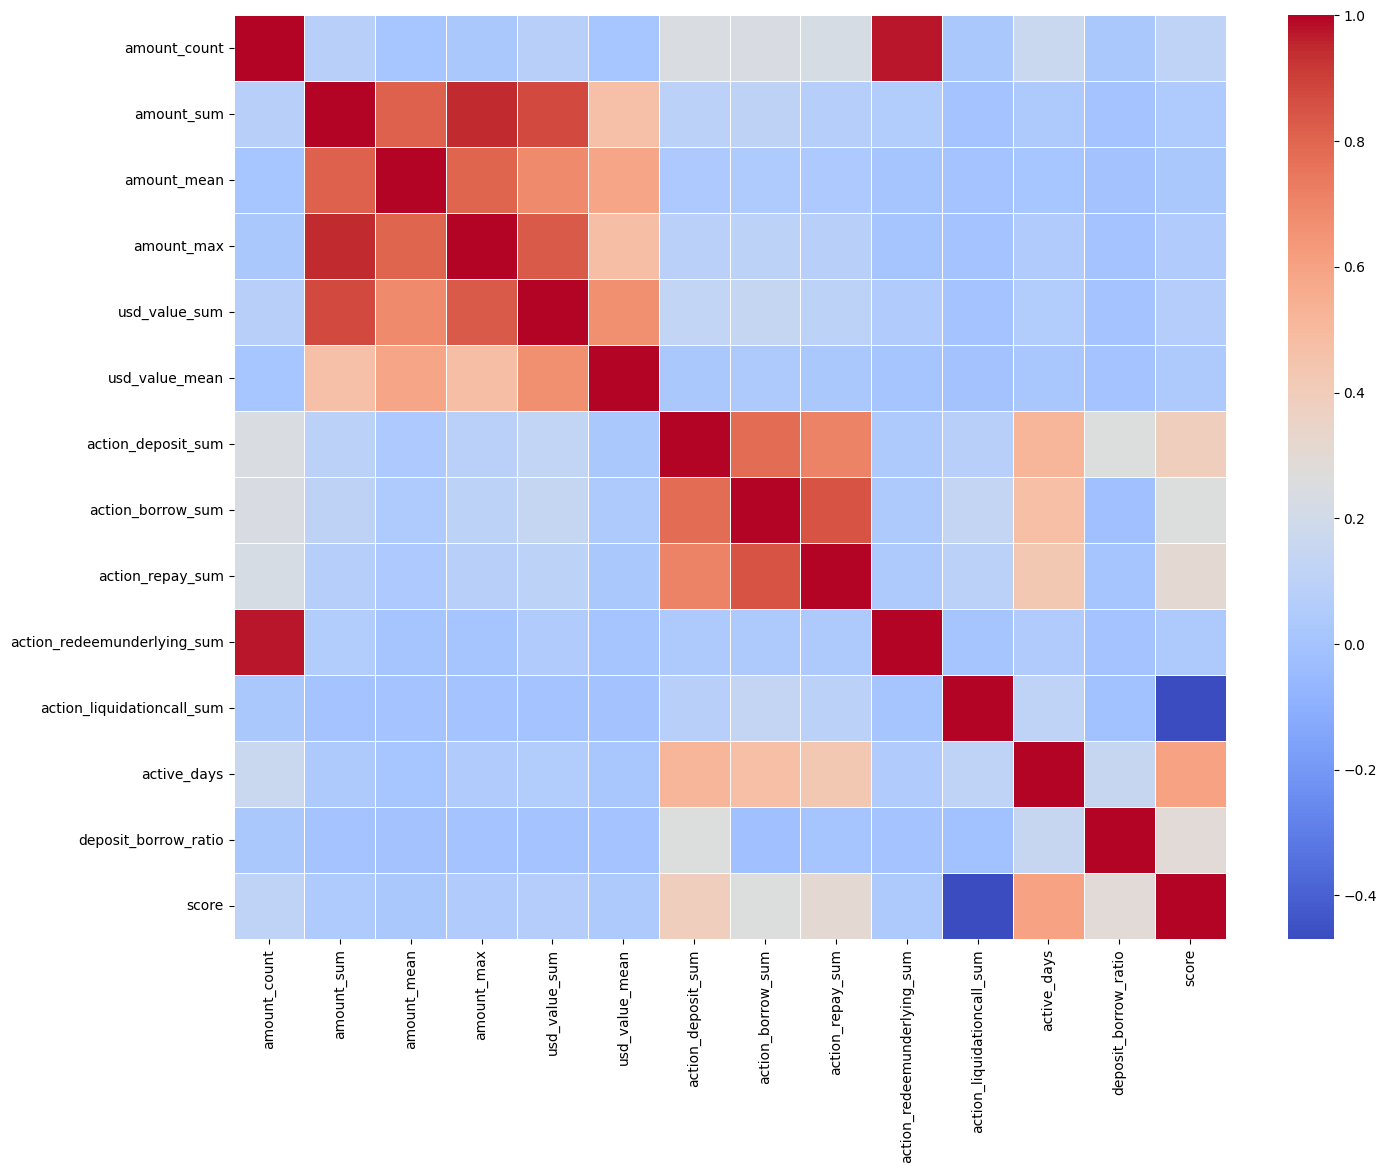 amount_count
amount_sum
amount_mean
amount_max
usd_value_sum
usd_value_mean
action_deposit_sum
action_borrow_sum
action_repay_sum
action_redeemunderlying_sum
action_liquidationcall_sum
active_days
deposit_borrow_ratio
score
amount_count
amount_sum
amount_mean
amount_max
usd_value_sum
usd_value_mean
action_deposit_sum
action_borrow_sum
action_repay_sum
action_redeemunderlying_sum
action_liquidationcall_sum
active_days
deposit_borrow_ratio
score
1.0
0.8
0.6
0.4
0.2
0.0
−0.2
−0.4